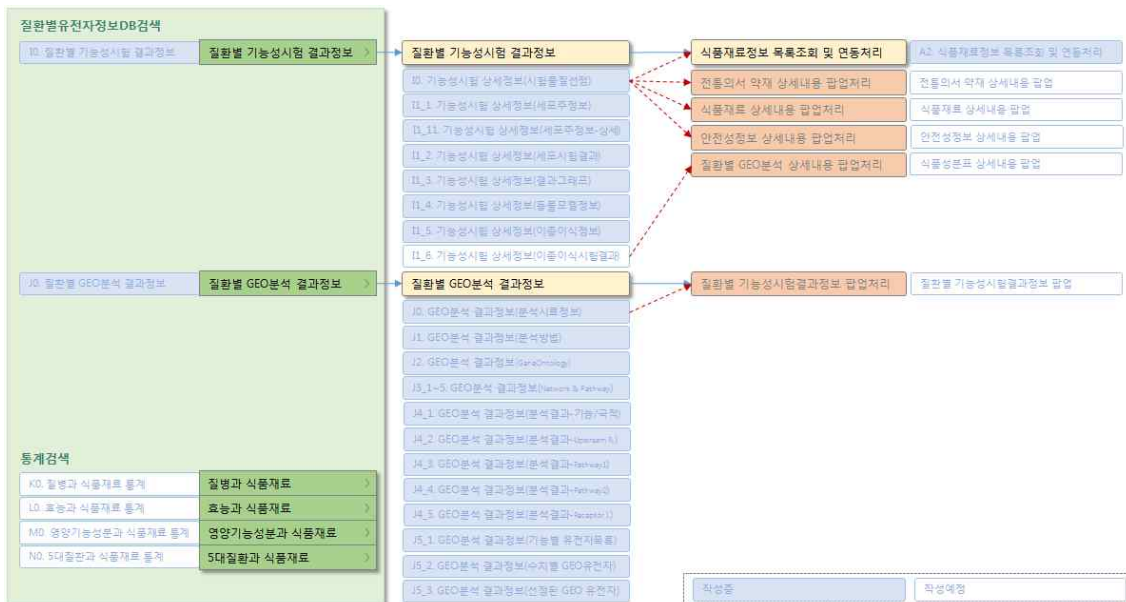 질환별유전자정보DB검색
I0. 질환별 기능성시험 결과정보
질환별 기능성시험 결과정보
질환별 기능성시험 결과정보
식품재료정보 목록조회 및 연동처리
A2. 식품재료정보 목록조회 및 연동처리
I0. 기능성시험 상세정보(시험물질선정)
전통의서 약재 상세내용 팝업처리
전통의서 약재 상세내용 팝업
I1_1. 기능성시험 상세정보(세포주정보)
식품재료 상세내용 팝업처리
식품재료 상세내용 팝업
I1_11. 기능성시험 상세정보(세포주정보-상세)
안전성정보 상세내용 팝업처리
안전성정보 상세내용 팝업
I1_2. 기능성시험 상세정보(세포시험결과)
질환별 GEO분석 상세내용 팝업처리
식품성분표 상세내용 팝업
I1_3. 기능성시험 상세정보(결과그래프)
I1_4. 기능성시험 상세정보(동물모델정보)
I1_5. 기능성시험 상세정보(이종이식정보)
I1_6. 기능성시험 상세정보(이종이식시험결과)
J0. 질환별 GEO분석 결과정보
질환별 GEO분석 결과정보
질환별 GEO분석 결과정보
질환별 기능성시험결과정보 팝업처리
질환별 기능성시험결과정보 팝업
J0. GEO분석 결과정보(분석시료정보)
J1. GEO분석 결과정보(분석방법)
J2. GEO분석 결과정보(GeneOntology)
J3_1~5. GEO분석 결과정보(Network & Pathway)
J4_1. GEO분석 결과정보(분석결과-기능/규칙)
J4_2. GEO분석 결과정보(분석결과-Upstream R.)
통계검색
J4_3. GEO분석 결과정보(분석결과-Pathway1)
K0. 질병과 식품재료 통계
질병과 식품재료
J4_4. GEO분석 결과정보(분석결과-Pathway2)
L0. 효능과 식품재료 통계
효능과 식품재료
J4_5. GEO분석 결과정보(분석결과-Receptor1)
M0. 영양기능성분과 식품재료 통계
영양기능성분과 식품재료
J5_1. GEO분석 결과정보(기능별 유전자목록)
N0. 5대질환과 식품재료 통계
5대질환과 식품재료
J5_2. GEO분석 결과정보(수치별 GEO유전자)
J5_3. GEO분석 결과정보(선정된 GEO 유전자)
작성중
작성예정